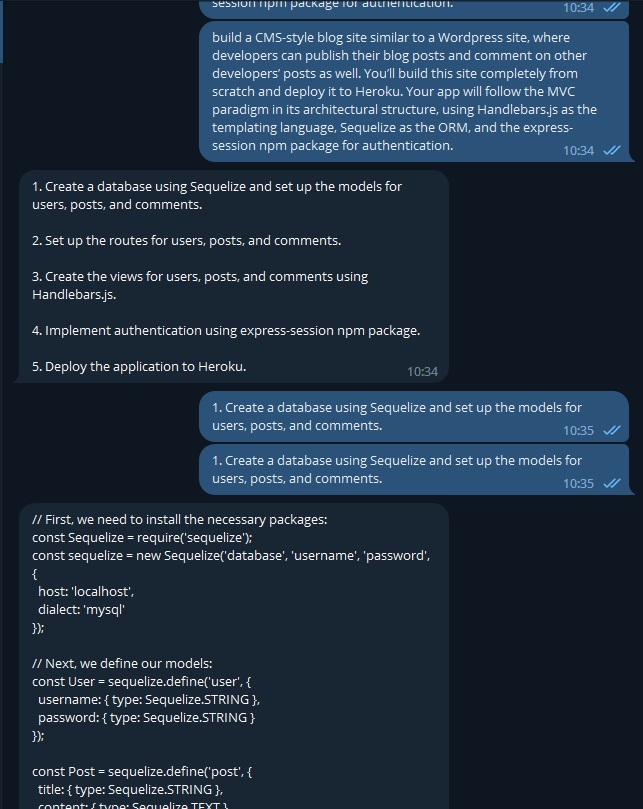 session npm package for authentication.
10:34
build a CMS-style blog site similar to a Wordpress site, where
developers can publish their blog posts and comment on other
developers’ posts as well. You’ll build this site completely from
scratch and deploy it to Heroku. Your app will follow the MVC
paradigm in its architectural structure, using Handlebars.js as the
templating language, Sequelize as the ORM, and the express-
session npm package for authentication.
10:34
1. Create a database using Sequelize and set up the models for
users, posts, and comments.
2. Set up the routes for users, posts, and comments.
3. Create the views for users, posts, and comments using
Handlebars.js.
4. Implement authentication using express-session npm package.
5. Deploy the application to Heroku.
10:34
1. Create a database using Sequelize and set up the models for
users, posts, and comments.
10:35
1. Create a database using Sequelize and set up the models for
users, posts, and comments.
10:35
// First, we need to install the necessary packages:
const Sequelize = require('sequelize');
const sequelize = new Sequelize('database', 'username', 'password',
{
host: 'localhost',
dialect: 'mysql'
});
// Next, we define our models:
const User = sequelize.define('user', {
username: { type: Sequelize.STRING },
password: { type: Sequelize.STRING }
});
const Post = sequelize.define('post', {
title: { type: Sequelize.STRING },
content: { type: Sequelize.TEXT }